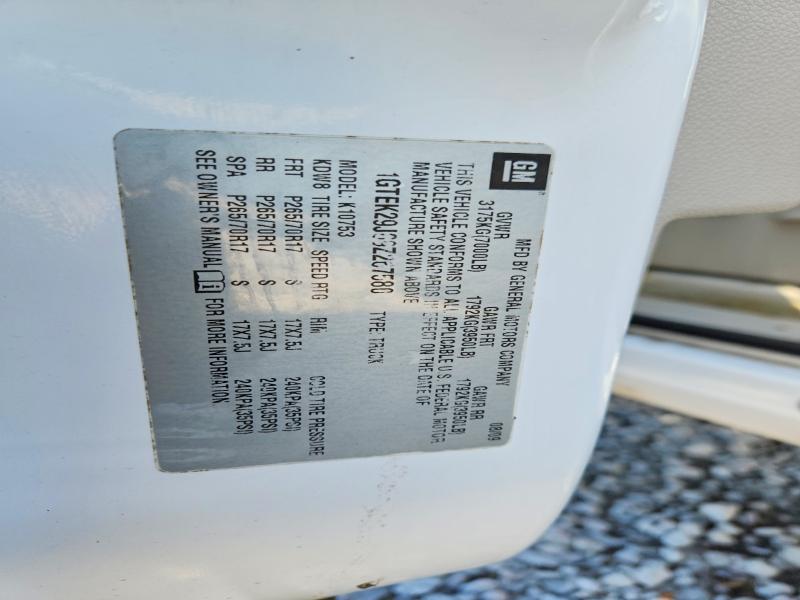 GM
MFD BY GENERAL MOTORS COMPANY 08/09
GVWR GAWR FRT GAWR RR
3175KG(7000LB) 1792KG(3950LB) 1792KG(3950LB)
THIS VEHICLE CONFORMS TO ALL APPLICABLE U.S. FEDERAL MOTOR
VEHICLE SAFETY STANDARDS IN EFFECT ON THE DATE OF
MANUFACTURE SHOWN ABOVE
TYPE: TRUCK
MODEL: K10753
KDW8 TIRE SIZE SPEED RTG RIM COLD TIRE PRESSURE
FRT P265/70R17 S 17X7.5J 240KPA(35PSI)
RR P265/70R17 S 17X7.5J 240KPA(35PSI)
SPA P265/70R17 S 17X7.5J 240KPA(35PSI)
SEE OWNER'S MANUAL FOR MORE INFORMATION